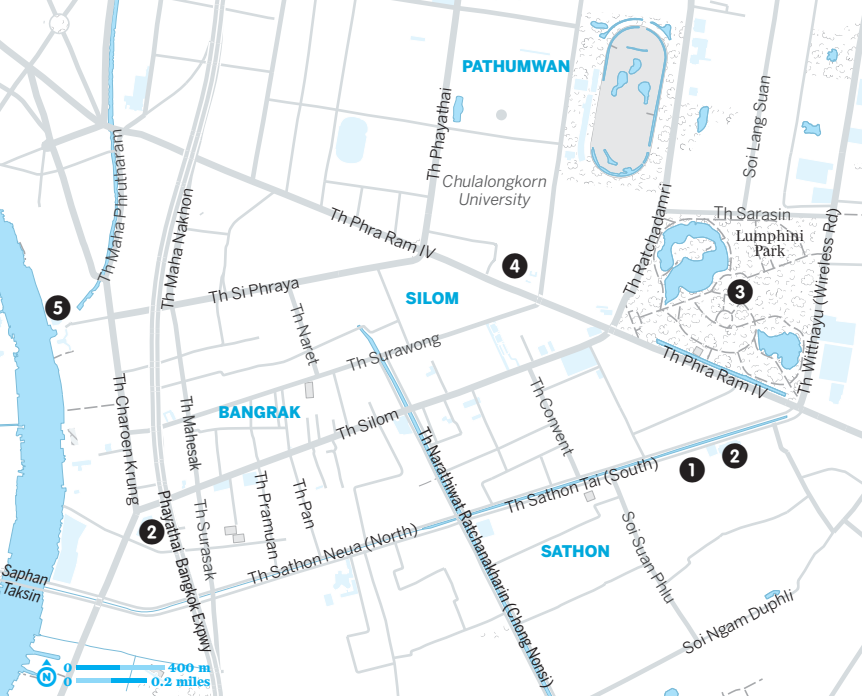 PATHUMWAN
Th Phayathai
Soi Lang Suan
Th Maha Phrutharam
Chulalongkorn
University
Th Maha Nakhon
Th Phra Ram IV
Th Ratchadamri
Th Sarasin
Lumphini
Park
Th Witthayu (Wireless Rd)
4
3
5
Th Si Phraya
SILOM
Th Naret
Th Surawong
Th Phra Ram IV
Th Charoen Krung
Th Mahesak
BANGRAK
Th Silom
Th Convent
Th Narathiwat Ratchanakharin (Chong Nonsi)
1
2
Th Sathon Tai (South)
Th Pramuan
Th Pan
Phayathai Bangkok Expwy
Th Surasak
2
Th Sathon Neua (North)
Soi Suan Phlu
SATHON
Saphan
Taksin
Soi Ngam Duphli
N
0 400 m
0 0.2 miles